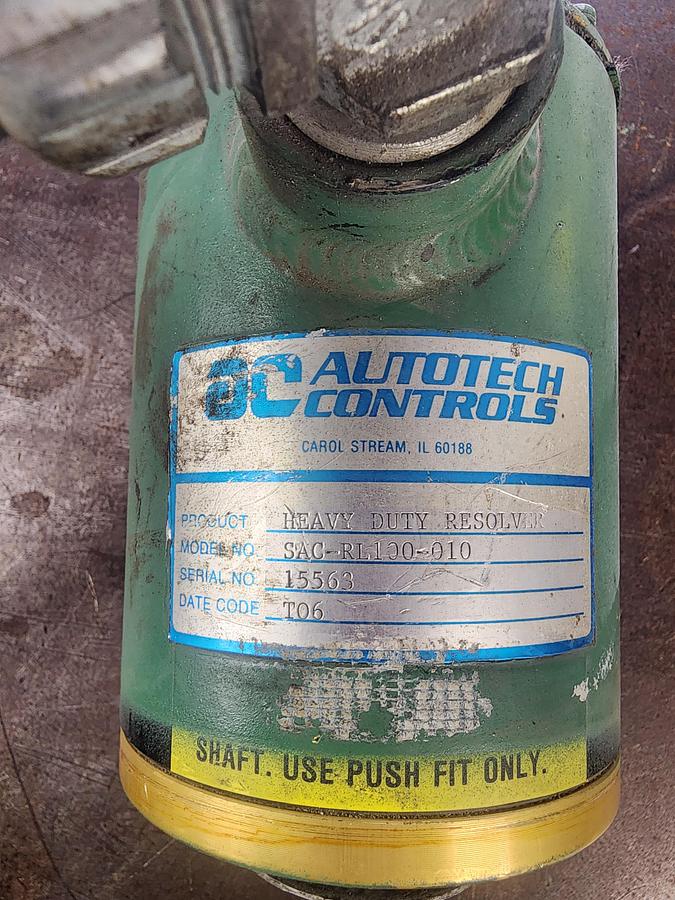 ac AUTOTECH
CONTROLS
CAROL STREAM, IL 60188
PRODUCT HEAVY DUTY RESOLVER
MODEL NO. SAC-RL100-010
SERIAL NO. 15563
DATE CODE T06
SHAFT. USE PUSH FIT ONLY.